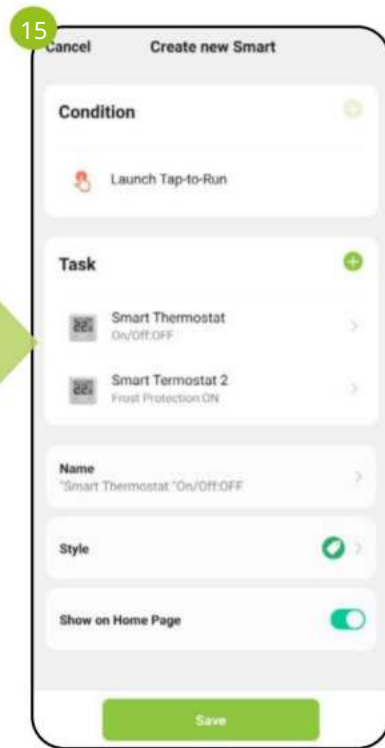 15
Cancel Create new Smart
Condition
Launch Tap-to-Run
Task
Smart Thermostat
On/Off:OFF
Smart Termostat 2
Frost Protection:ON
Name
"Smart Thermostat "On/Off:OFF
Style
Show on Home Page
Save